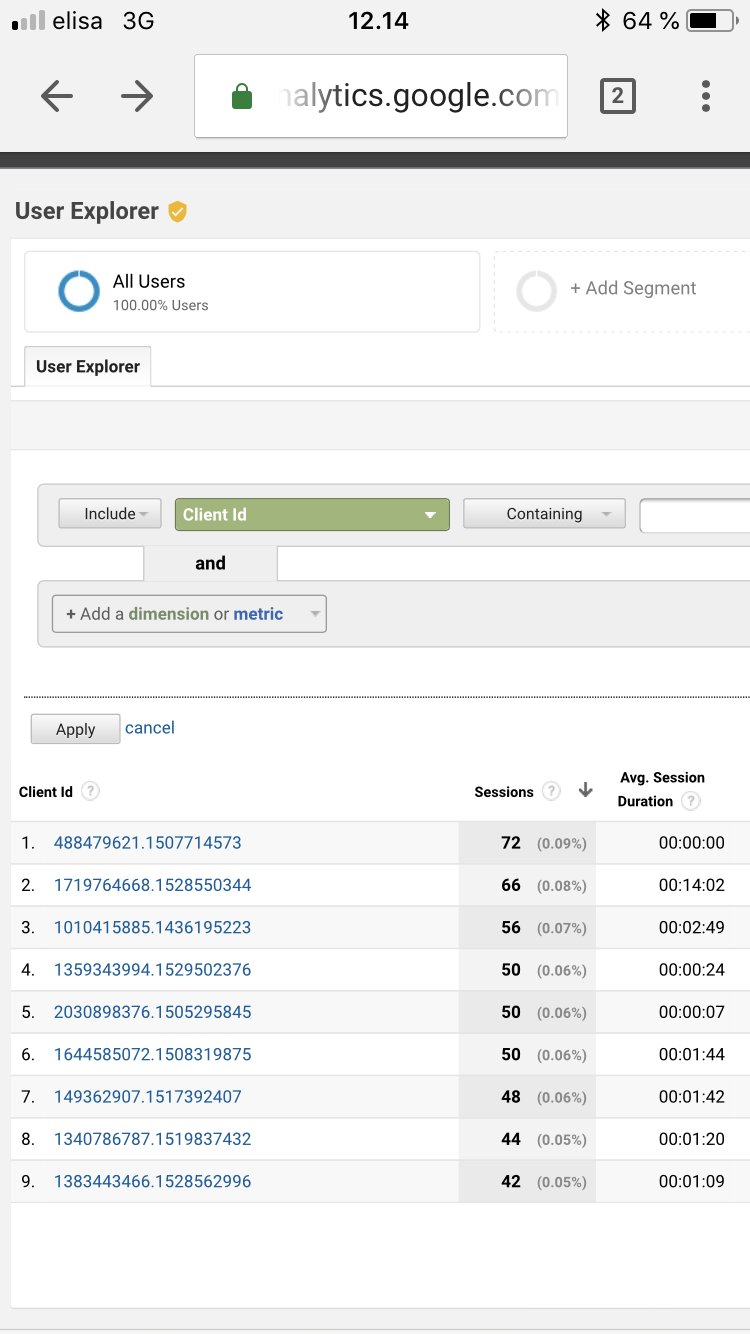 elisa 3G 12.14 64 %
nalytics.google.com 2
User Explorer
All Users
100.00% Users
+ Add Segment
User Explorer
Include Client Id Containing
and
+ Add a dimension or metric
Apply cancel
Client Id ? Sessions ? Avg. Session Duration ?
1. 488479621.1507714573 72 (0.09%) 00:00:00
2. 1719764668.1528550344 66 (0.08%) 00:14:02
3. 1010415885.1436195223 56 (0.07%) 00:02:49
4. 1359343994.1529502376 50 (0.06%) 00:00:24
5. 2030898376.1505295845 50 (0.06%) 00:00:07
6. 1644585072.1508319875 50 (0.06%) 00:01:44
7. 149362907.1517392407 48 (0.06%) 00:01:42
8. 1340786787.1519837432 44 (0.05%) 00:01:20
9. 1383443466.1528562996 42 (0.05%) 00:01:09